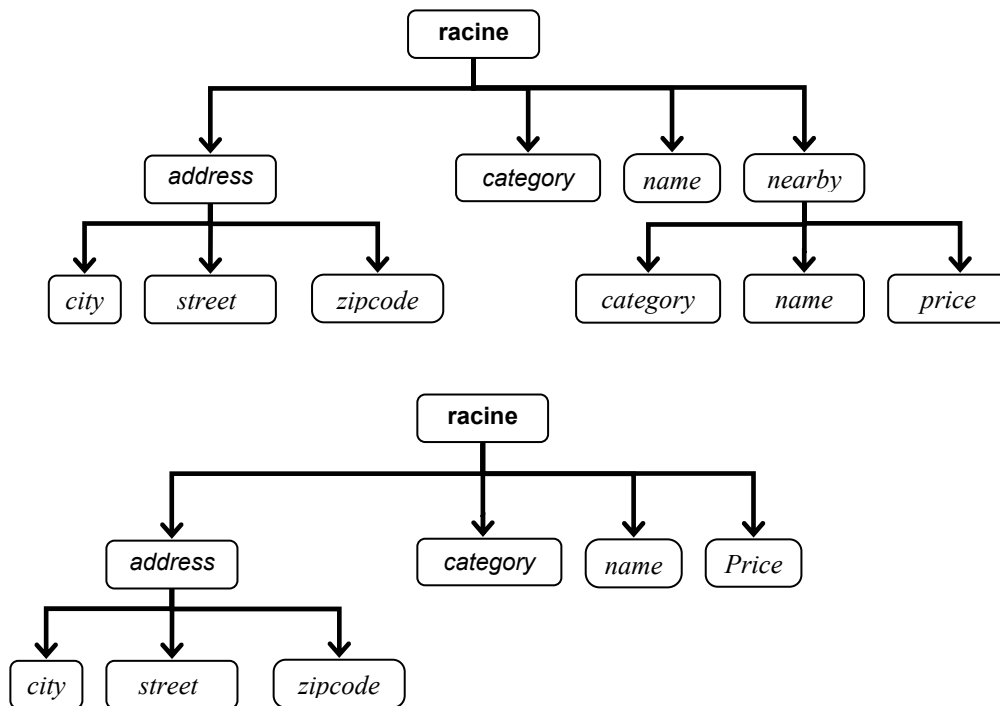 racine
address category name nearby
city street zipcode category name price
racine
address category name Price
city street zipcode